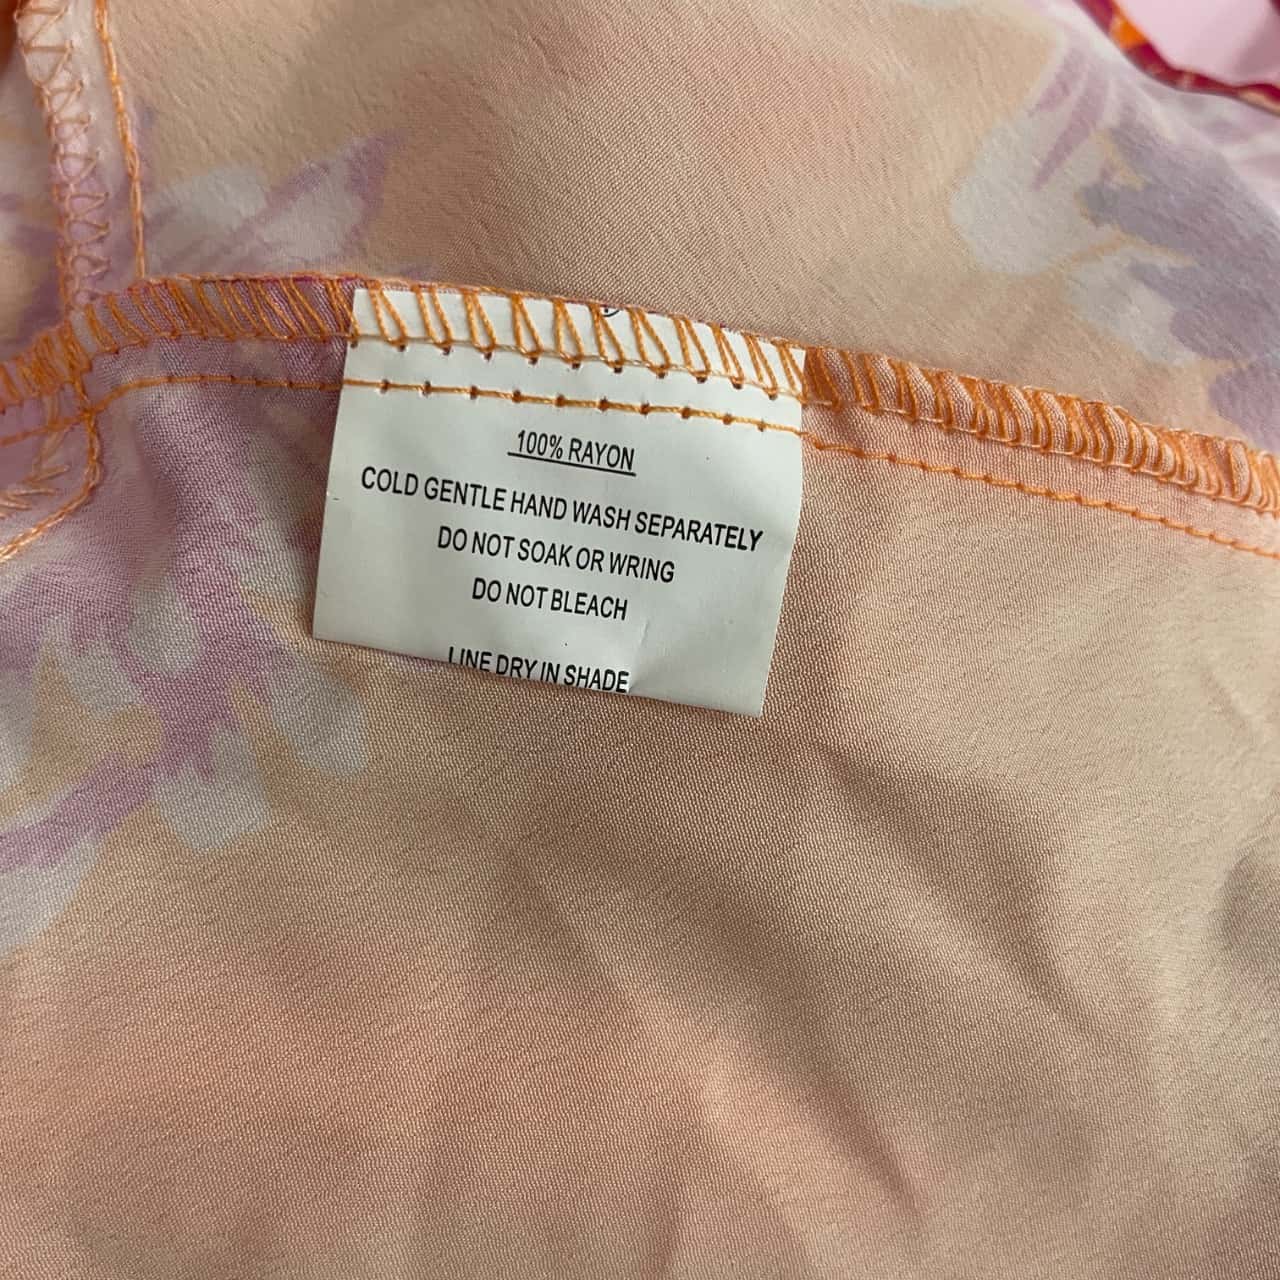 100% RAYON
COLD GENTLE HAND WASH SEPARATELY
DO NOT SOAK OR WRING
DO NOT BLEACH
LINE DRY IN SHADE